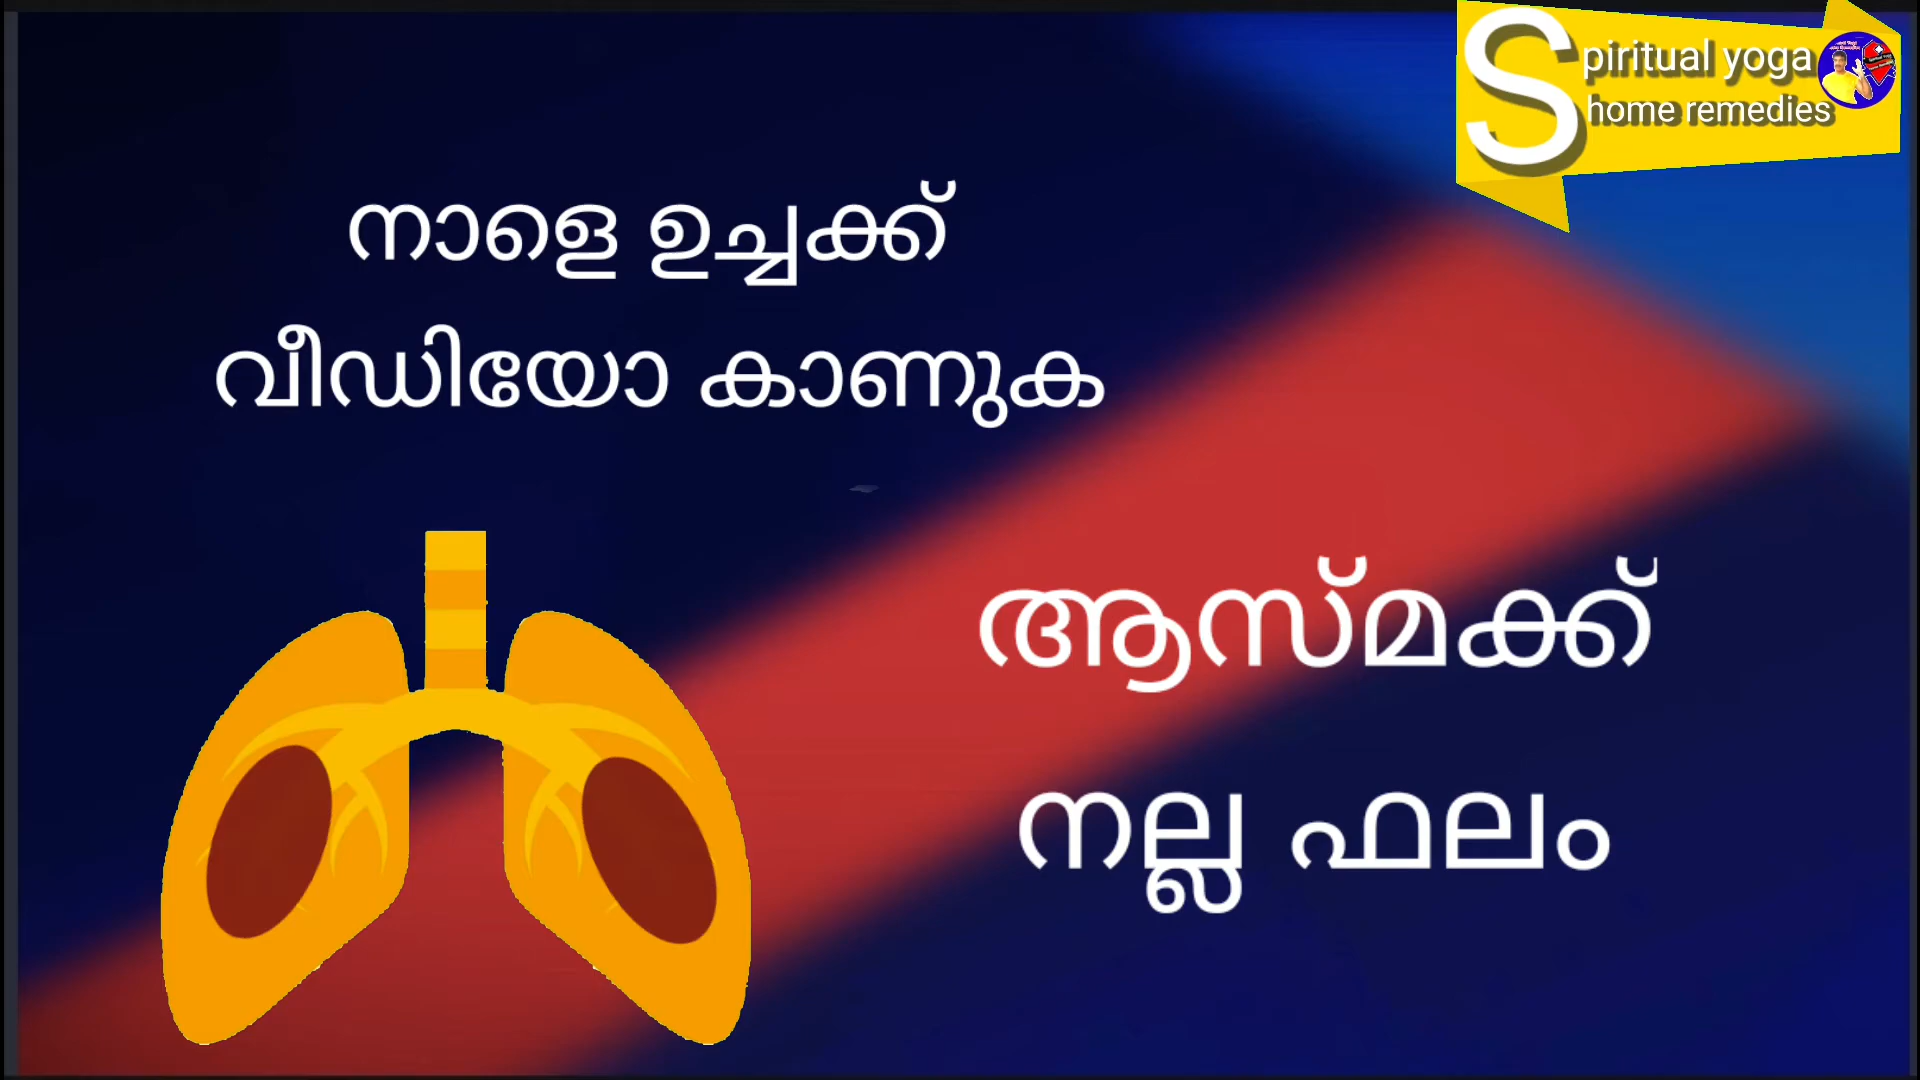 Spiritual yoga
home remedies
നാളെ ഉച്ചക്ക്
വീഡിയോ കാണുക
ആസ്മക്ക്
നല്ല ഫലം